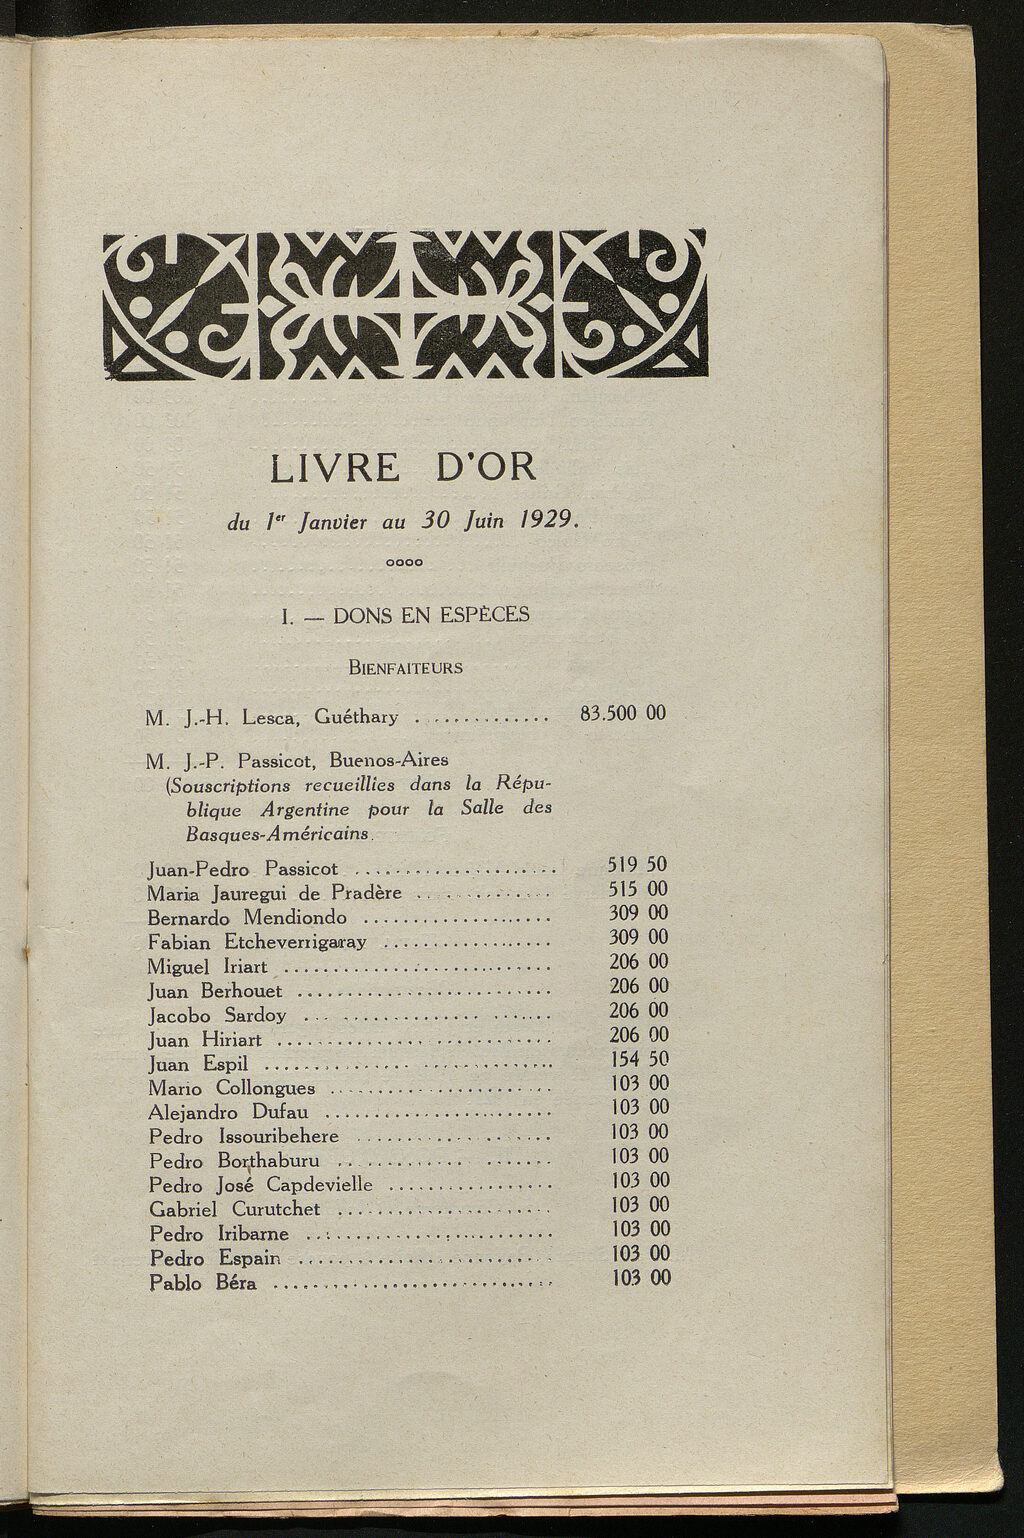 LIVRE D'OR
du 1er Janvier au 30 Juin 1929.
oooo
I. — DONS EN ESPÈCES
BIENFAITEURS
M. J.-H. Lesca, Guéthary .............. 83.500 00
M. J.-P. Passicot, Buenos-Aires
(Souscriptions recueillies dans la Répu-
blique Argentine pour la Salle des
Basques-Américains.
Juan-Pedro Passicot ..................... 519 50
Maria Jauregui de Pradère .............. 515 00
Bernardo Mendiondo ................... 309 00
Fabian Etcheverrigaray ................. 309 00
Miguel Iriart ........................... 206 00
Juan Berhouet .......................... 206 00
Jacobo Sardoy ......................... 206 00
Juan Hiriart ........................... 206 00
Juan Espil ............................ 154 50
Mario Collongues ....................... 103 00
Alejandro Dufau ........................ 103 00
Pedro Issouribehere .................... 103 00
Pedro Borthaburu ...................... 103 00
Pedro José Capdevielle ................. 103 00
Gabriel Curutchet ...................... 103 00
Pedro Iribarne ......................... 103 00
Pedro Espain .......................... 103 00
Pablo Béra ............................ 103 00